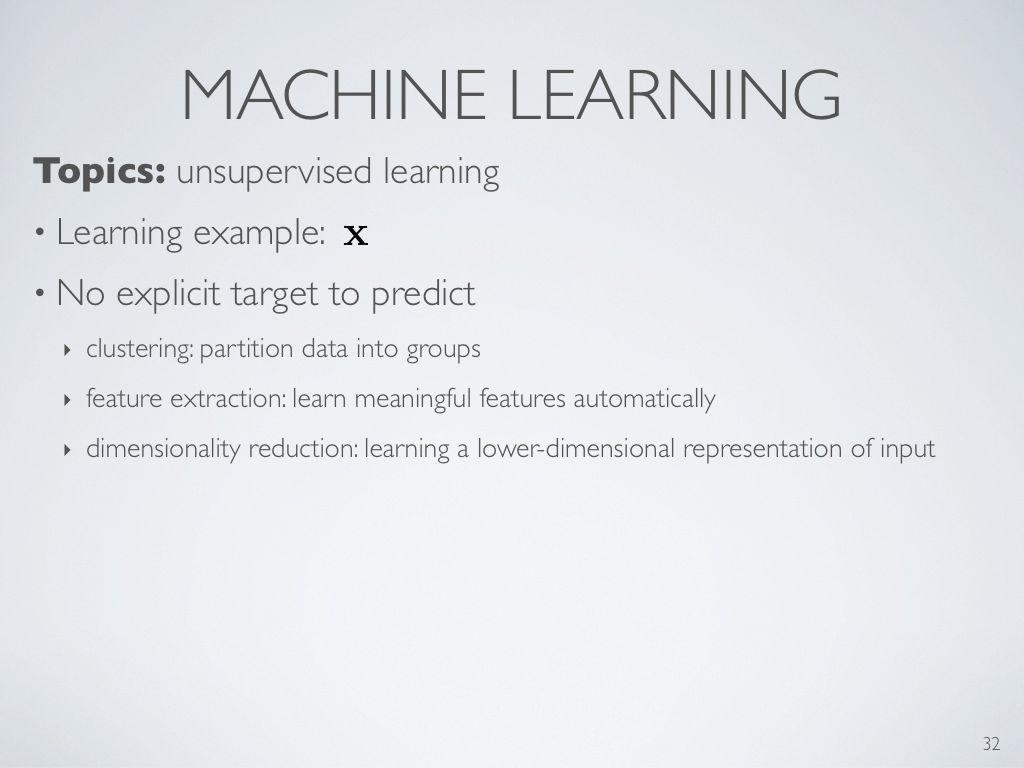 MACHINE LEARNING
Topics: unsupervised learning
• Learning example: x
• No explicit target to predict
‣ clustering: partition data into groups
‣ feature extraction: learn meaningful features automatically
‣ dimensionality reduction: learning a lower-dimensional representation of input
32